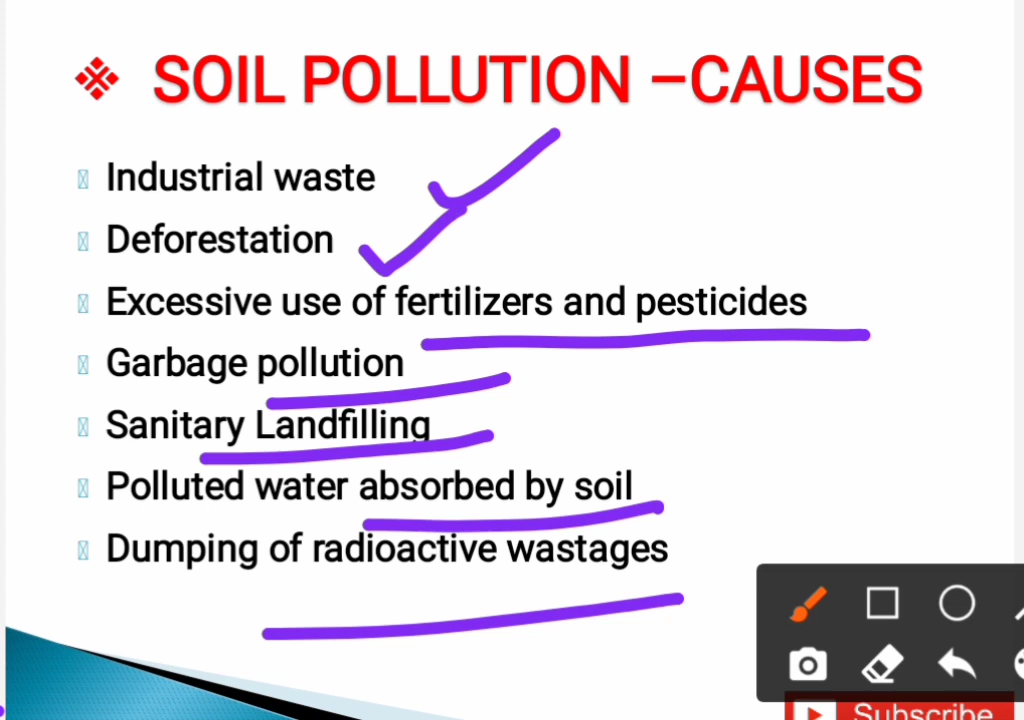 SOIL POLLUTION –CAUSES
Industrial waste
Deforestation
Excessive use of fertilizers and pesticides
Garbage pollution
Sanitary Landfilling
Polluted water absorbed by soil
Dumping of radioactive wastages
Subscribe